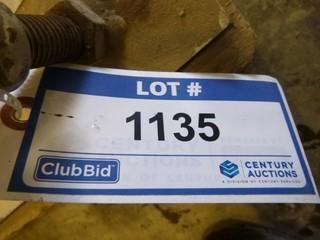 LOT #
1135
ClubBid
CENTURY
AUCTIONS
A DIVISION OF CENTURY SERVICES